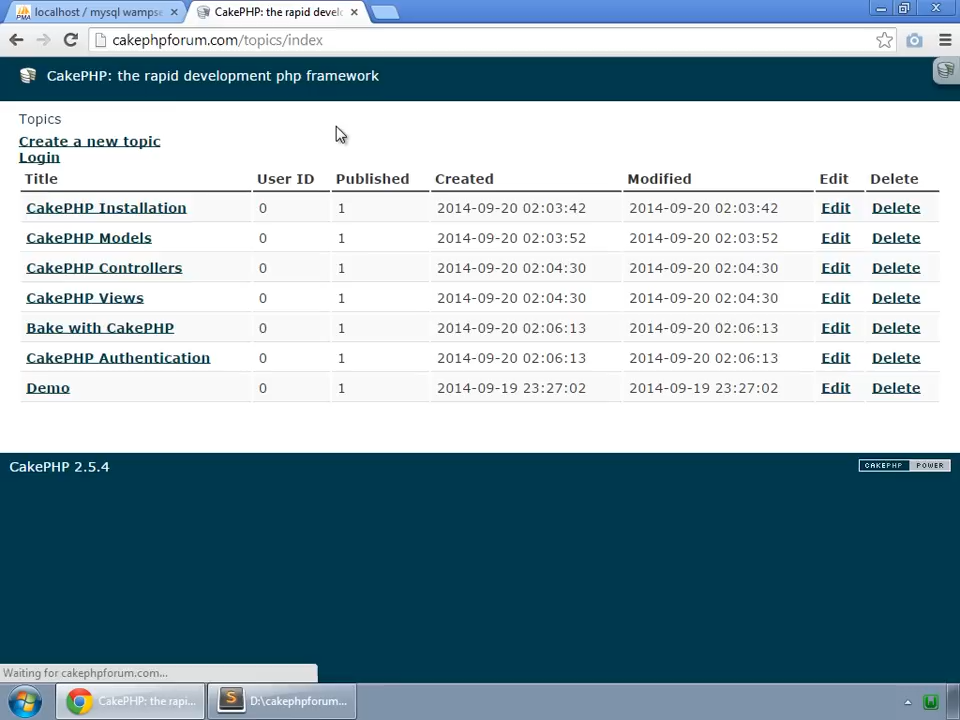 localhost / mysql wampse
CakePHP: the rapid devel
cakephpforum.com/topics/index
CakePHP: the rapid development php framework
Topics
Create a new topic
Login
Title User ID Published Created Modified Edit Delete
CakePHP Installation 0 1 2014-09-20 02:03:42 2014-09-20 02:03:42 Edit Delete
CakePHP Models 0 1 2014-09-20 02:03:52 2014-09-20 02:03:52 Edit Delete
CakePHP Controllers 0 1 2014-09-20 02:04:30 2014-09-20 02:04:30 Edit Delete
CakePHP Views 0 1 2014-09-20 02:04:30 2014-09-20 02:04:30 Edit Delete
Bake with CakePHP 0 1 2014-09-20 02:06:13 2014-09-20 02:06:13 Edit Delete
CakePHP Authentication 0 1 2014-09-20 02:06:13 2014-09-20 02:06:13 Edit Delete
Demo 0 1 2014-09-19 23:27:02 2014-09-19 23:27:02 Edit Delete
CakePHP 2.5.4
CAKEPHP POWER
Waiting for cakephpforum.com...
CakePHP: the rapi...
D:\cakephpforum...